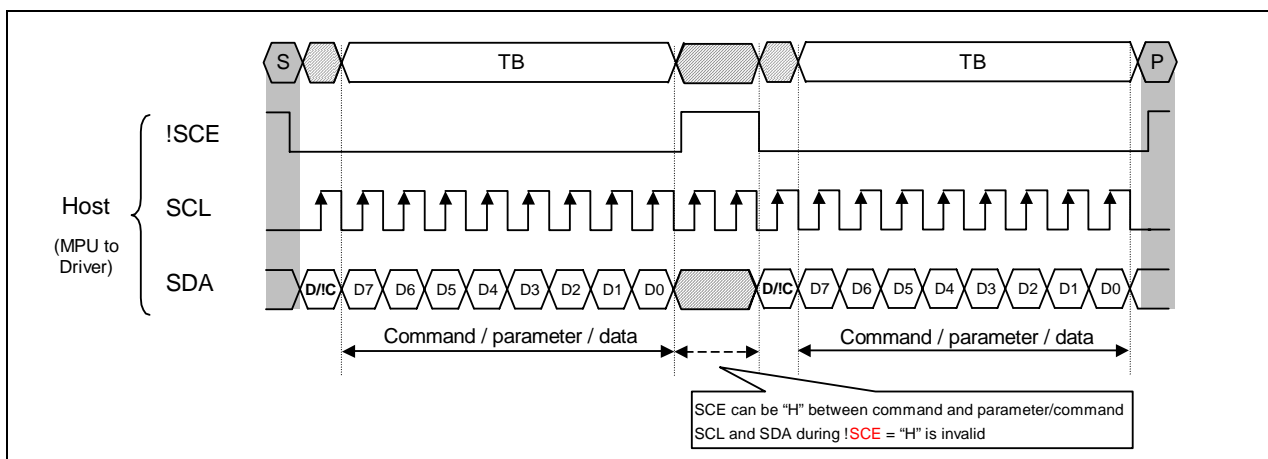 S TB TB P
!SCE
Host
(MPU to
Driver)
SCL
SDA
D/!C D7 D6 D5 D4 D3 D2 D1 D0 D/!C D7 D6 D5 D4 D3 D2 D1 D0
Command / parameter / data Command / parameter / data
SCE can be “H” between command and parameter/command
SCL and SDA during !SCE = “H” is invalid